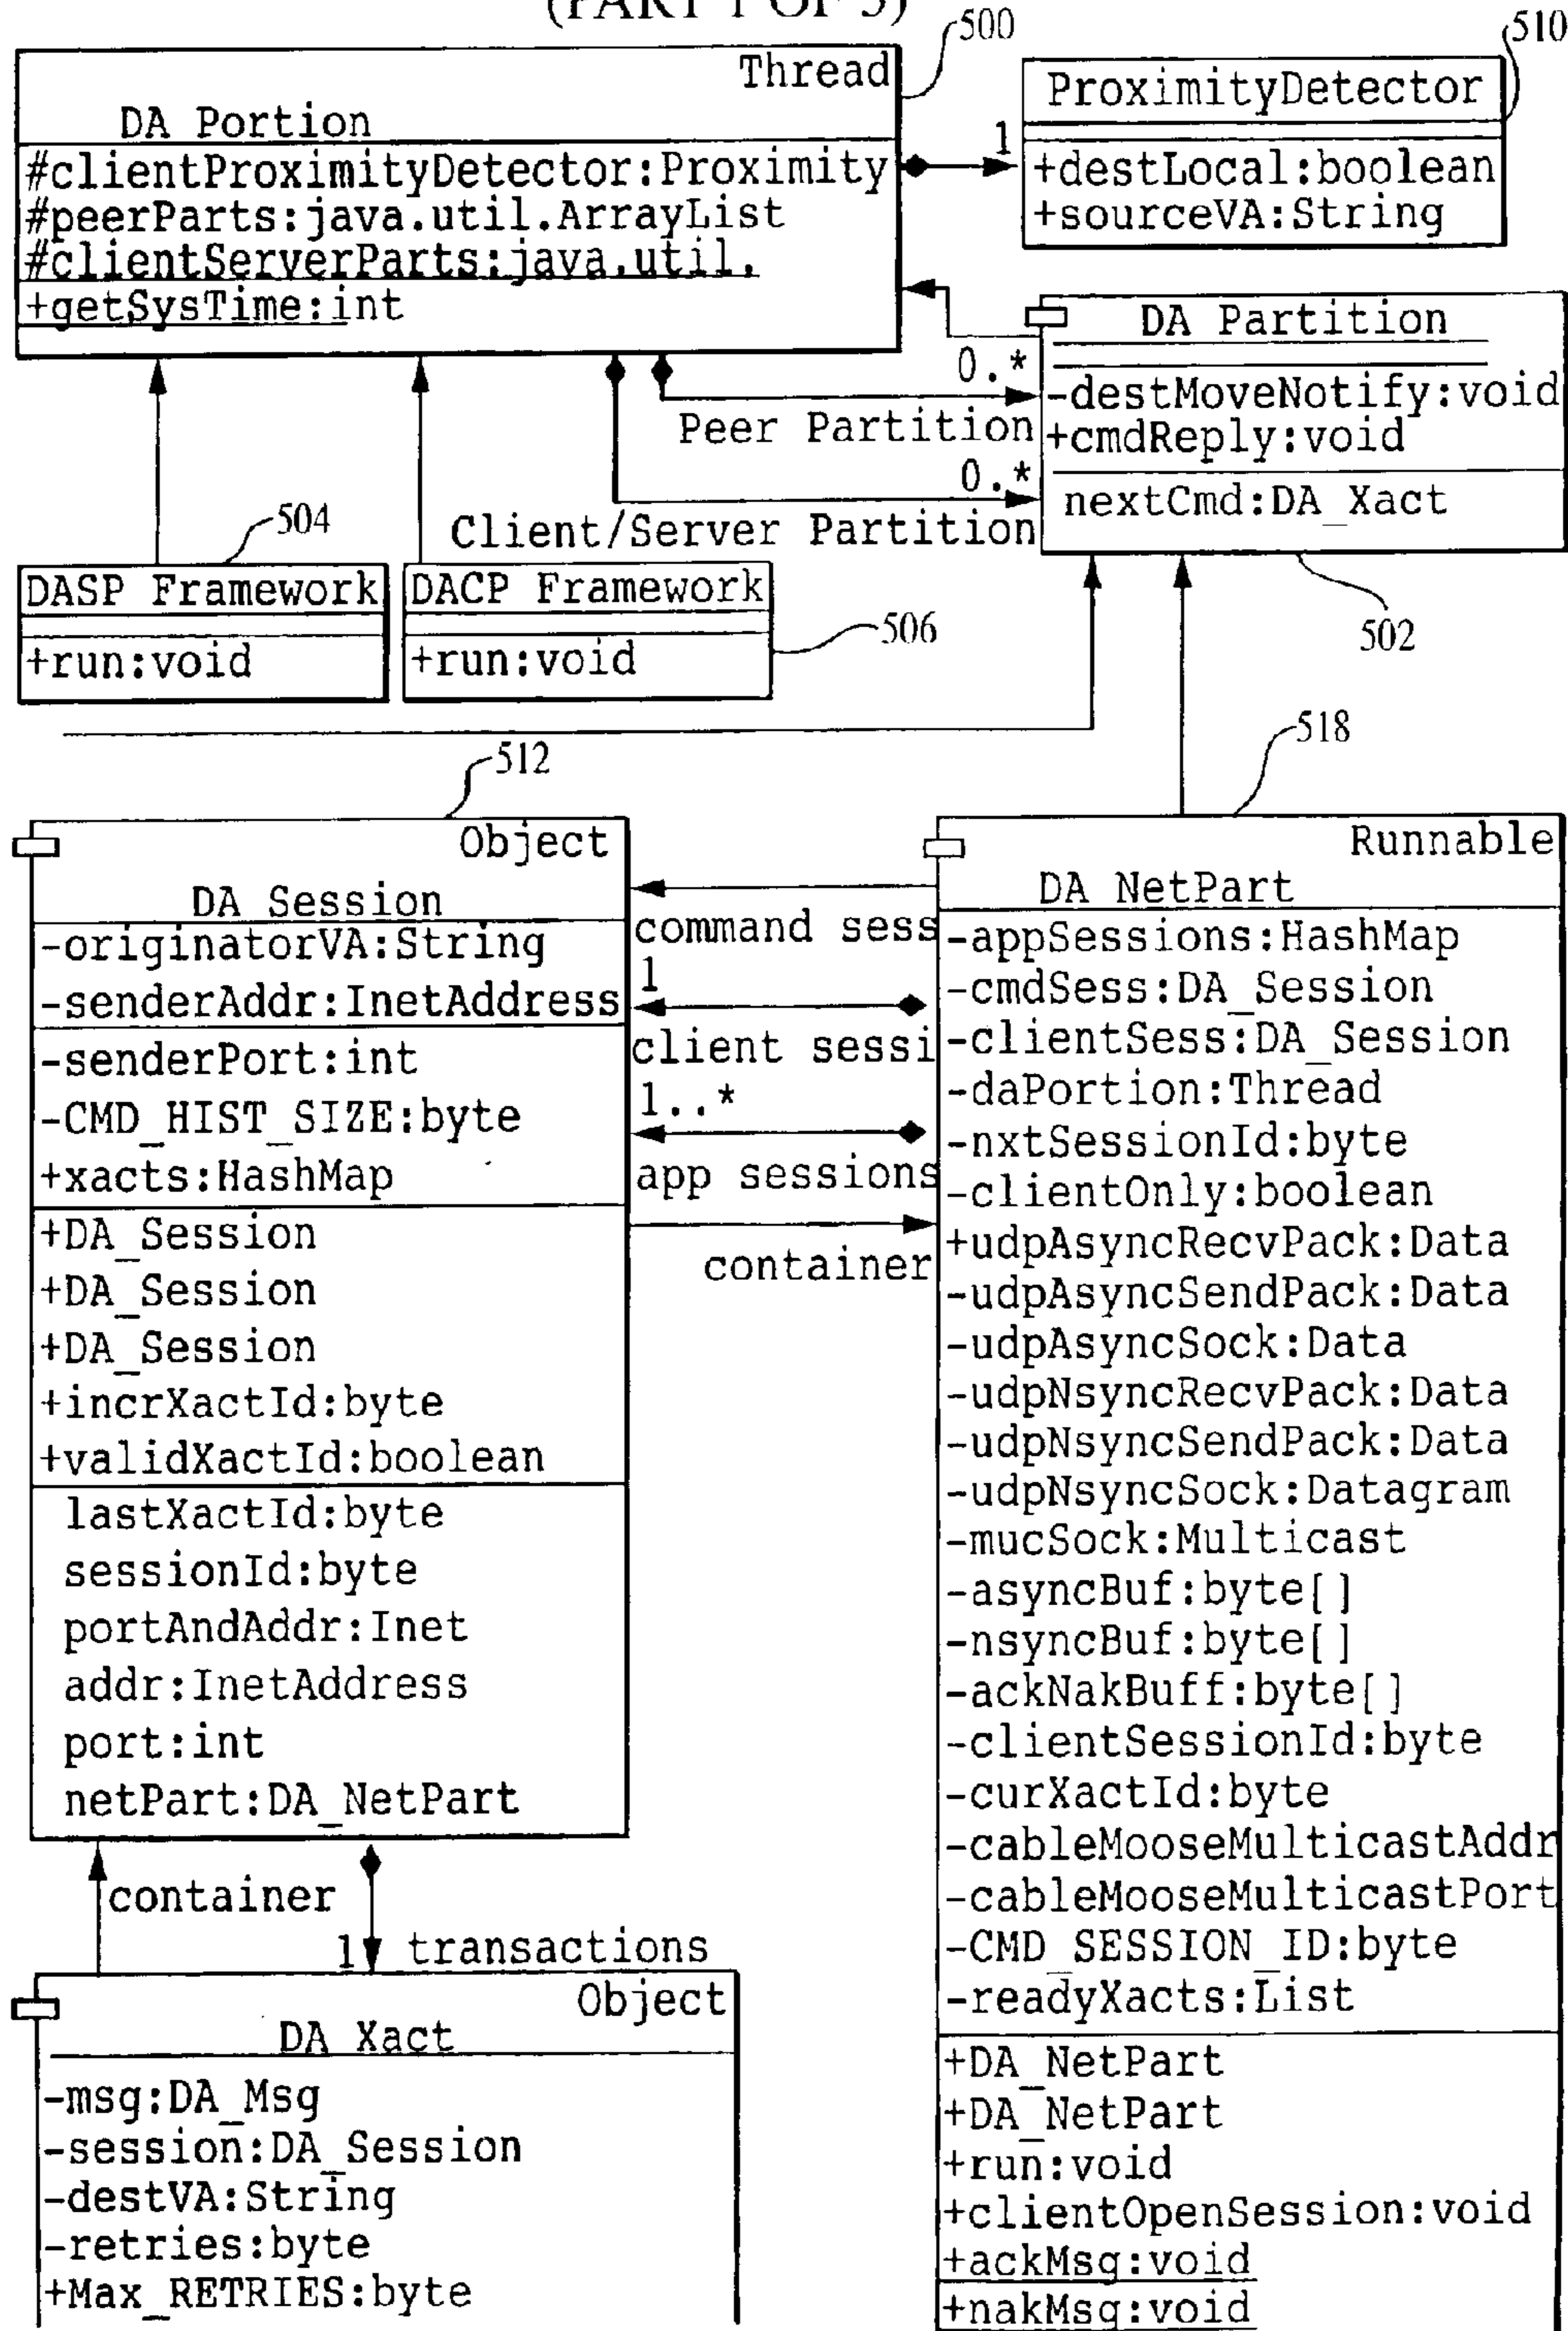 (PART 1 OF 3)
500
510
Thread
DA Portion
#clientProximityDetector:Proximity
#peerParts:java.util.ArrayList
#clientServerParts:java.util.
+getSysTime:int
1
ProximityDetector
+destLocal:boolean
+sourceVA:String
DA Partition
-destMoveNotify:void
+cmdReply:void
nextCmd:DA_Xact
0.*
Peer Partition
0.*
Client/Server Partition
504
DASP Framework
+run:void
DACP Framework
+run:void
506
502
512
518
Object
DA Session
-originatorVA:String
-senderAddr:InetAddress
-senderPort:int
-CMD_HIST_SIZE:byte
+xacts:HashMap
+DA_Session
+DA_Session
+DA_Session
+incrXactId:byte
+validXactId:boolean
lastXactId:byte
sessionId:byte
portAndAddr:Inet
addr:InetAddress
port:int
netPart:DA_NetPart
command sess
1
client sessi
1..*
app sessions
container
Runnable
DA NetPart
-appSessions:HashMap
-cmdSess:DA_Session
-clientSess:DA_Session
-daPortion:Thread
-nxtSessionId:byte
-clientOnly:boolean
+udpAsyncRecvPack:Data
-udpAsyncSendPack:Data
-udpAsyncSock:Data
-udpNsyncRecvPack:Data
-udpNsyncSendPack:Data
-udpNsyncSock:Datagram
-mucSock:Multicast
-asyncBuf:byte[]
-nsyncBuf:byte[]
-ackNakBuff:byte[]
-clientSessionId:byte
-curXactId:byte
-cableMooseMulticastAddr
-cableMooseMulticastPort
-CMD_SESSION_ID:byte
-readyXacts:List
+DA_NetPart
+DA_NetPart
+run:void
+clientOpenSession:void
+ackMsg:void
+nakMsg:void
container
1 transactions
Object
DA Xact
-msg:DA_Msg
-session:DA_Session
-destVA:String
-retries:byte
+Max_RETRIES:byte